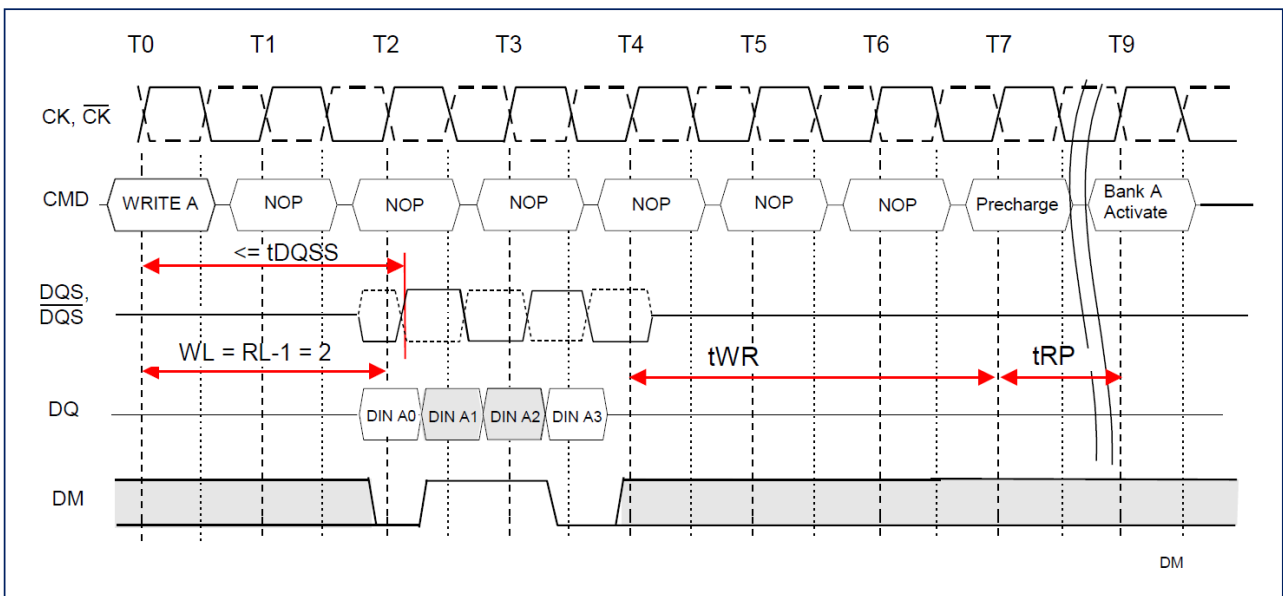 T0 T1 T2 T3 T4 T5 T6 T7 T9
CK, CK
CMD WRITE A NOP NOP NOP NOP NOP NOP Precharge Bank A
Activate
<= tDQSS
DQS,
DQS
WL = RL-1 = 2 tWR tRP
DQ DIN A0 DIN A1 DIN A2 DIN A3
DM
DM